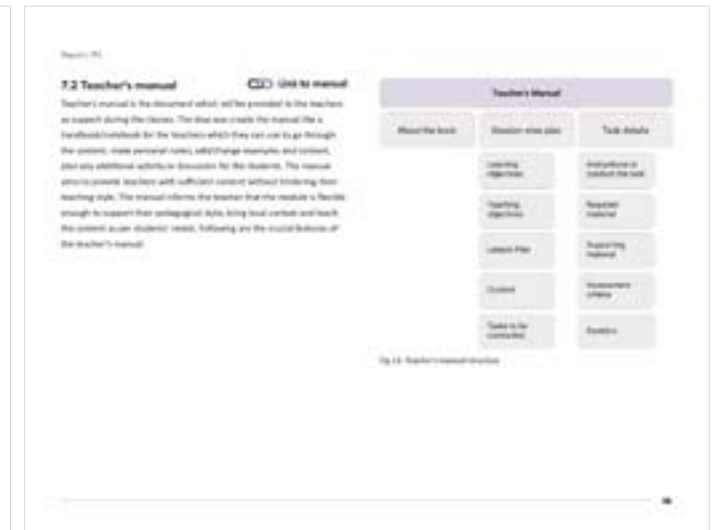 7.2 Teacher's manual
Link to manual
Teacher's manual is the document which will be provided to the teachers
as support during the classes. The idea was create the manual like a
handbook/notebook for the teachers which they can use to go through
the content, make personal notes, add/change examples and content,
plan any additional activity or discussion for the students. The manual
aims to provide teachers with sufficient content without hindering their
teaching style. The manual informs the teacher that the module is flexible
enough to support their pedagogical style, bring local context and teach
the content as per students' needs. Following are the crucial features of
the teacher's manual:
Teacher's Manual
About the book
Session wise plan
Task details
Learning
objectives
Instructions to
conduct the task
Teaching
objectives
Required
material
Lesson Plan
Supporting
material
Content
Assessment
criteria
Tasks to be
conducted
Teacher's manual structure